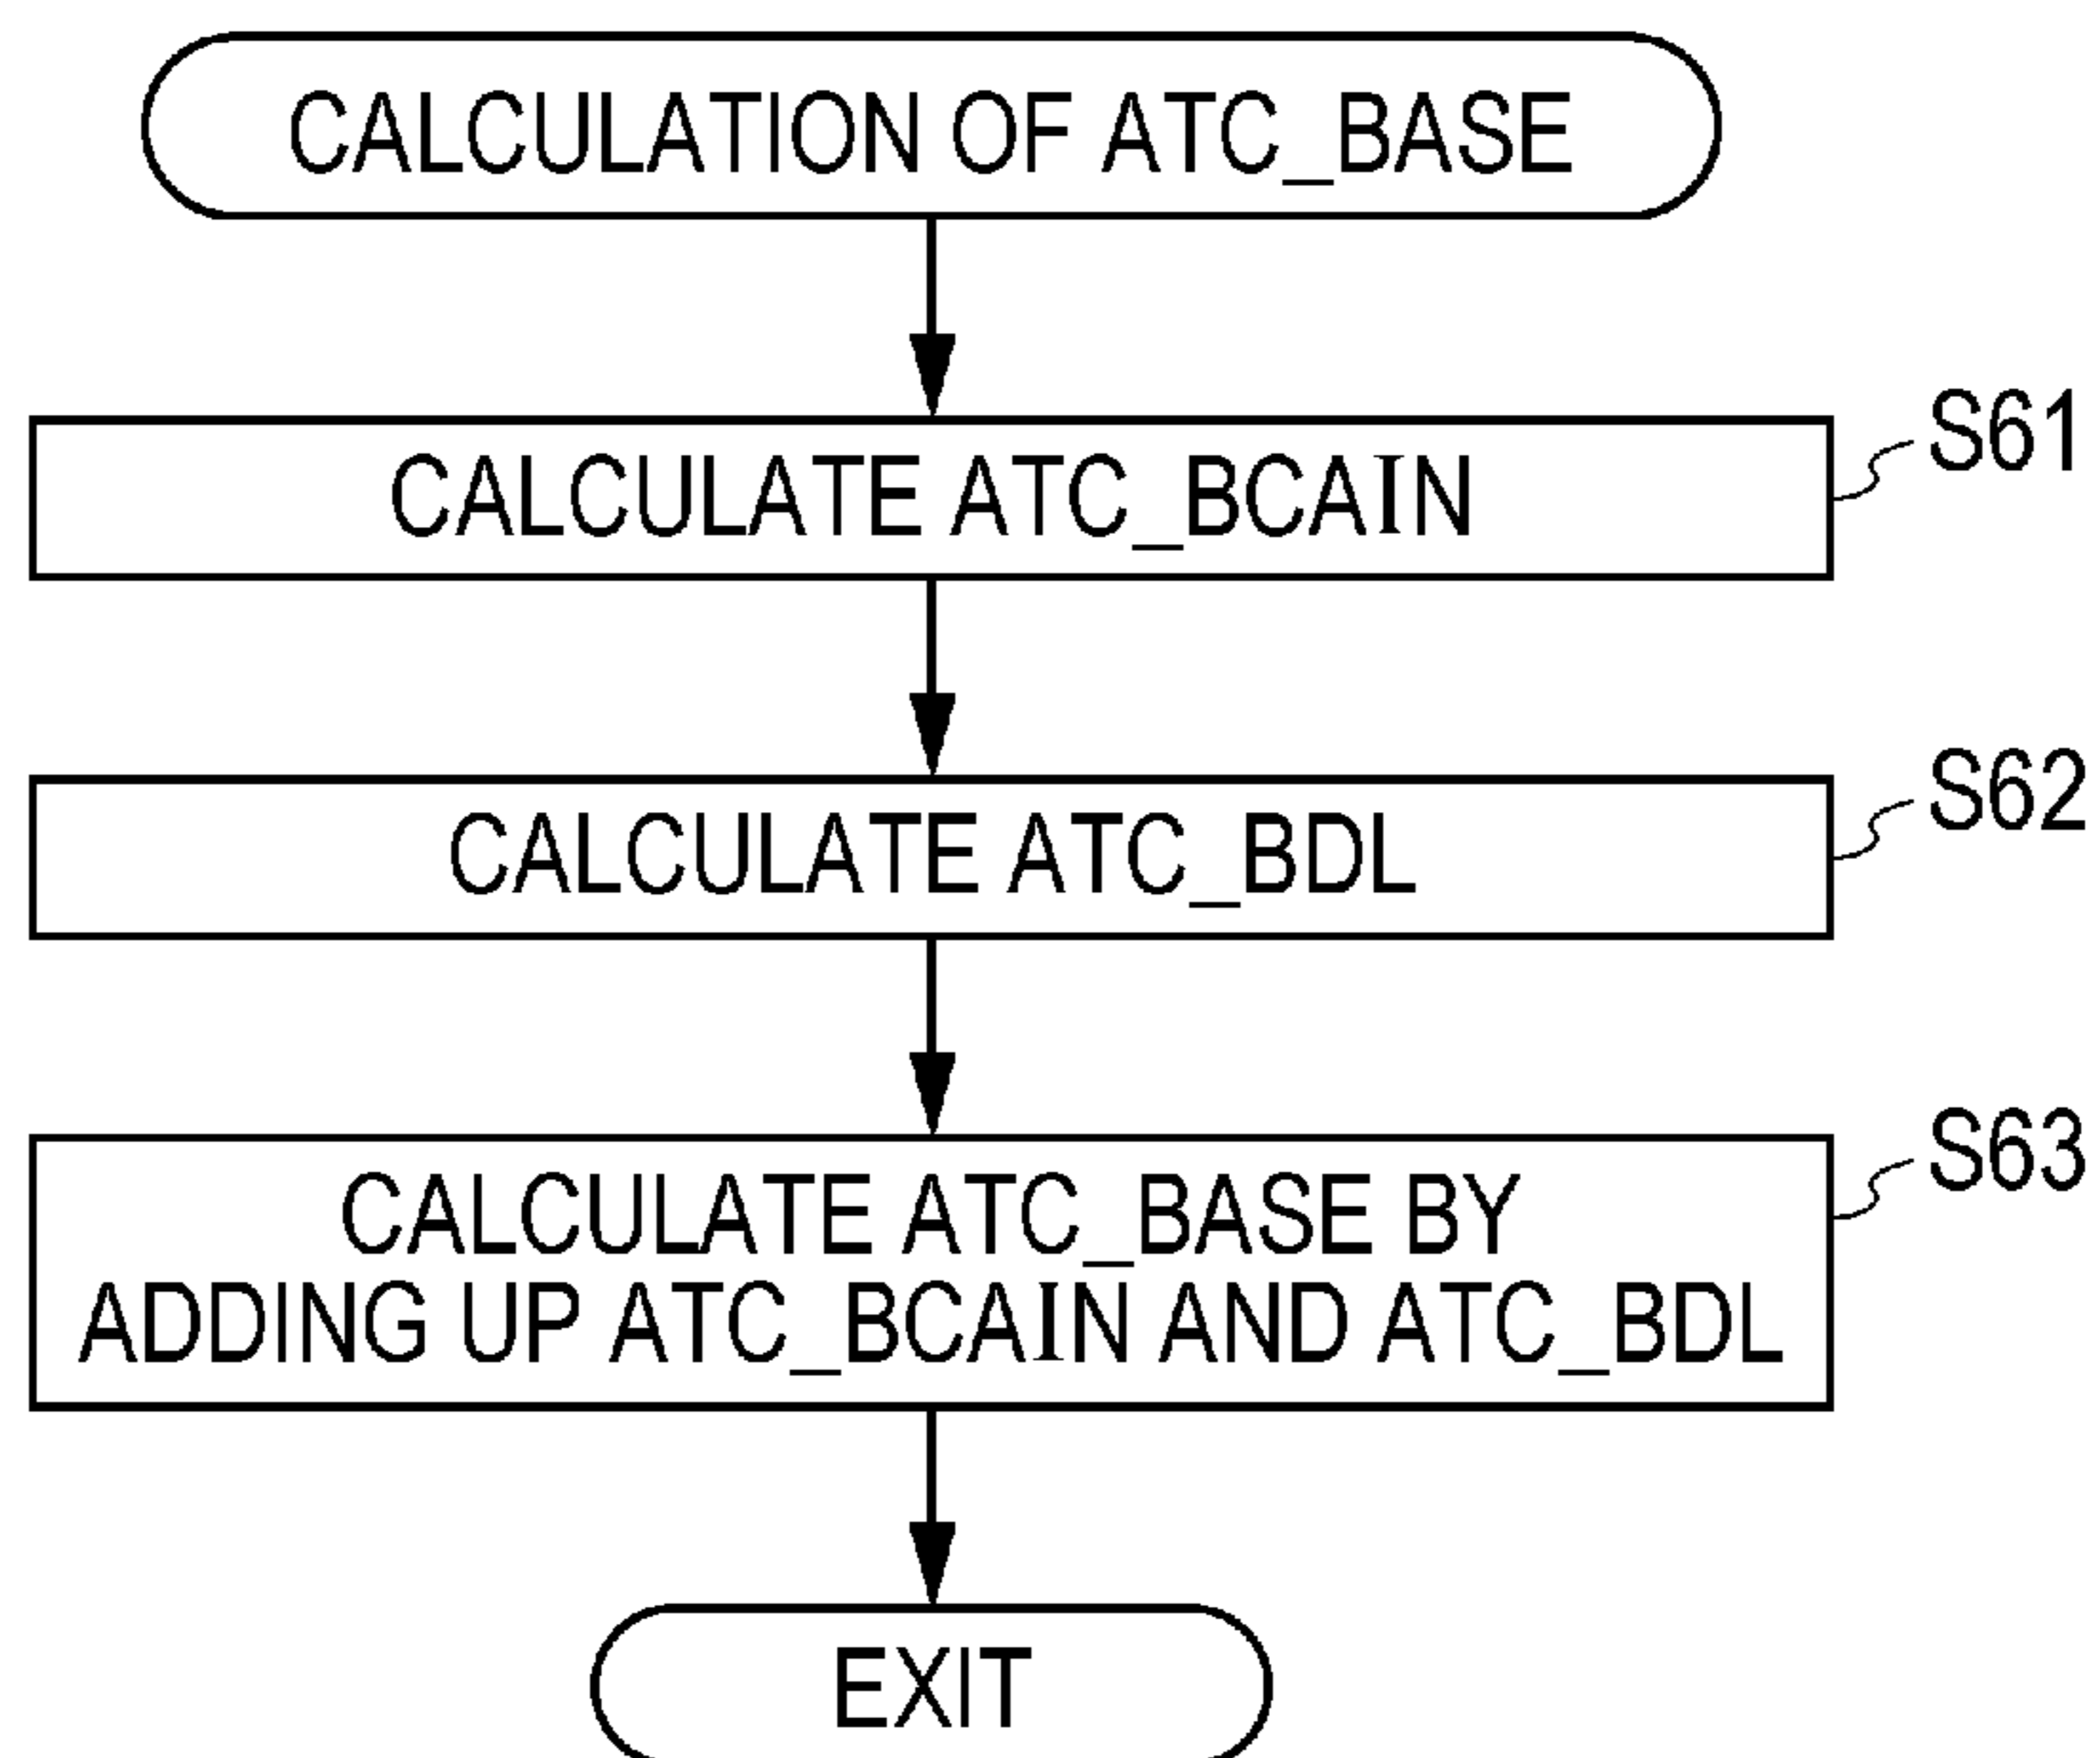 CALCULATION OF ATC_BASE
CALCULATE ATC_BCAIN
S61
CALCULATE ATC_BDL
S62
CALCULATE ATC_BASE BY
ADDING UP ATC_BCAIN AND ATC_BDL
S63
EXIT